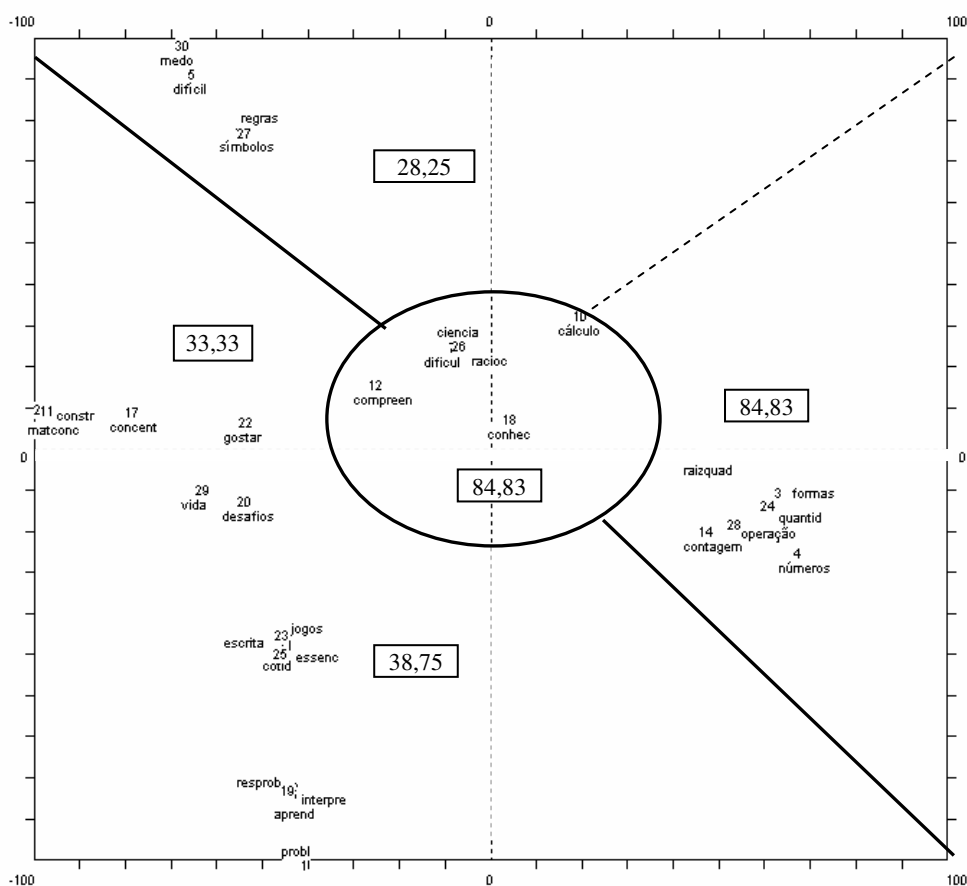 -100 0 100
30
medo
5
difícil
regras
27
símbolos
28,25
33,33
ciencia
26
dificul racioc
10
cálculo
12
compreen
18
conhec
84,83
211 constr
matconc
17
concent
22
gostar
0 0
84,83
29
vida
20
desafios
raizquad
3 formas
24
quantid
28
operação
14
contagem
4
números
23 jogos
escrita
25
cotid essenc
38,75
resprob 19
interpre
aprend
probl
-100 0 100